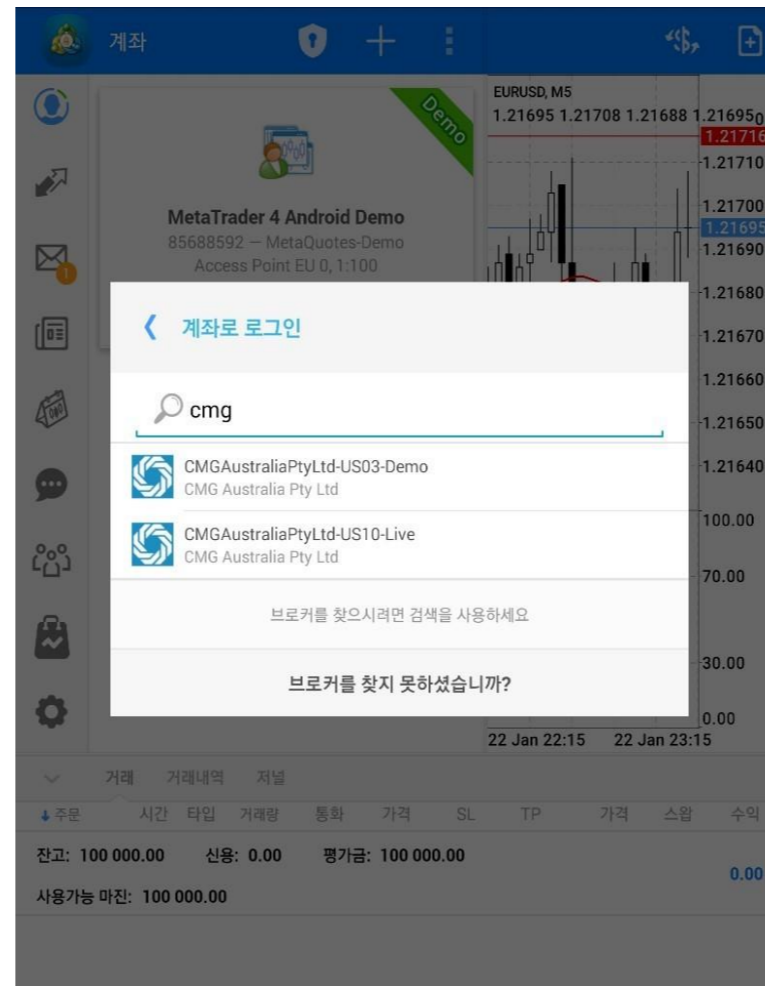 계좌
Demo
MetaTrader 4 Android Demo
85688592 — MetaQuotes-Demo
Access Point EU 0, 1:100
1
EURUSD, M5
1.21695 1.21708 1.21688 1.216950
1.21716
1.21710
1.21700
1.21695
1.21690
1.21680
1.21670
1.21660
1.21650
1.21640
100.00
70.00
30.00
0.00
22 Jan 22:15 22 Jan 23:15
계좌로 로그인
cmg
CMGAustraliaPtyLtd-US03-Demo
CMG Australia Pty Ltd
CMGAustraliaPtyLtd-US10-Live
CMG Australia Pty Ltd
브로커를 찾으시려면 검색을 사용하세요
브로커를 찾지 못하셨습니까?
거래 거래내역 저널
주문 시간 타입 거래량 통화 가격 SL TP 가격 스왑 수익
잔고: 100 000.00 신용: 0.00 평가금: 100 000.00
0.00
사용가능 마진: 100 000.00